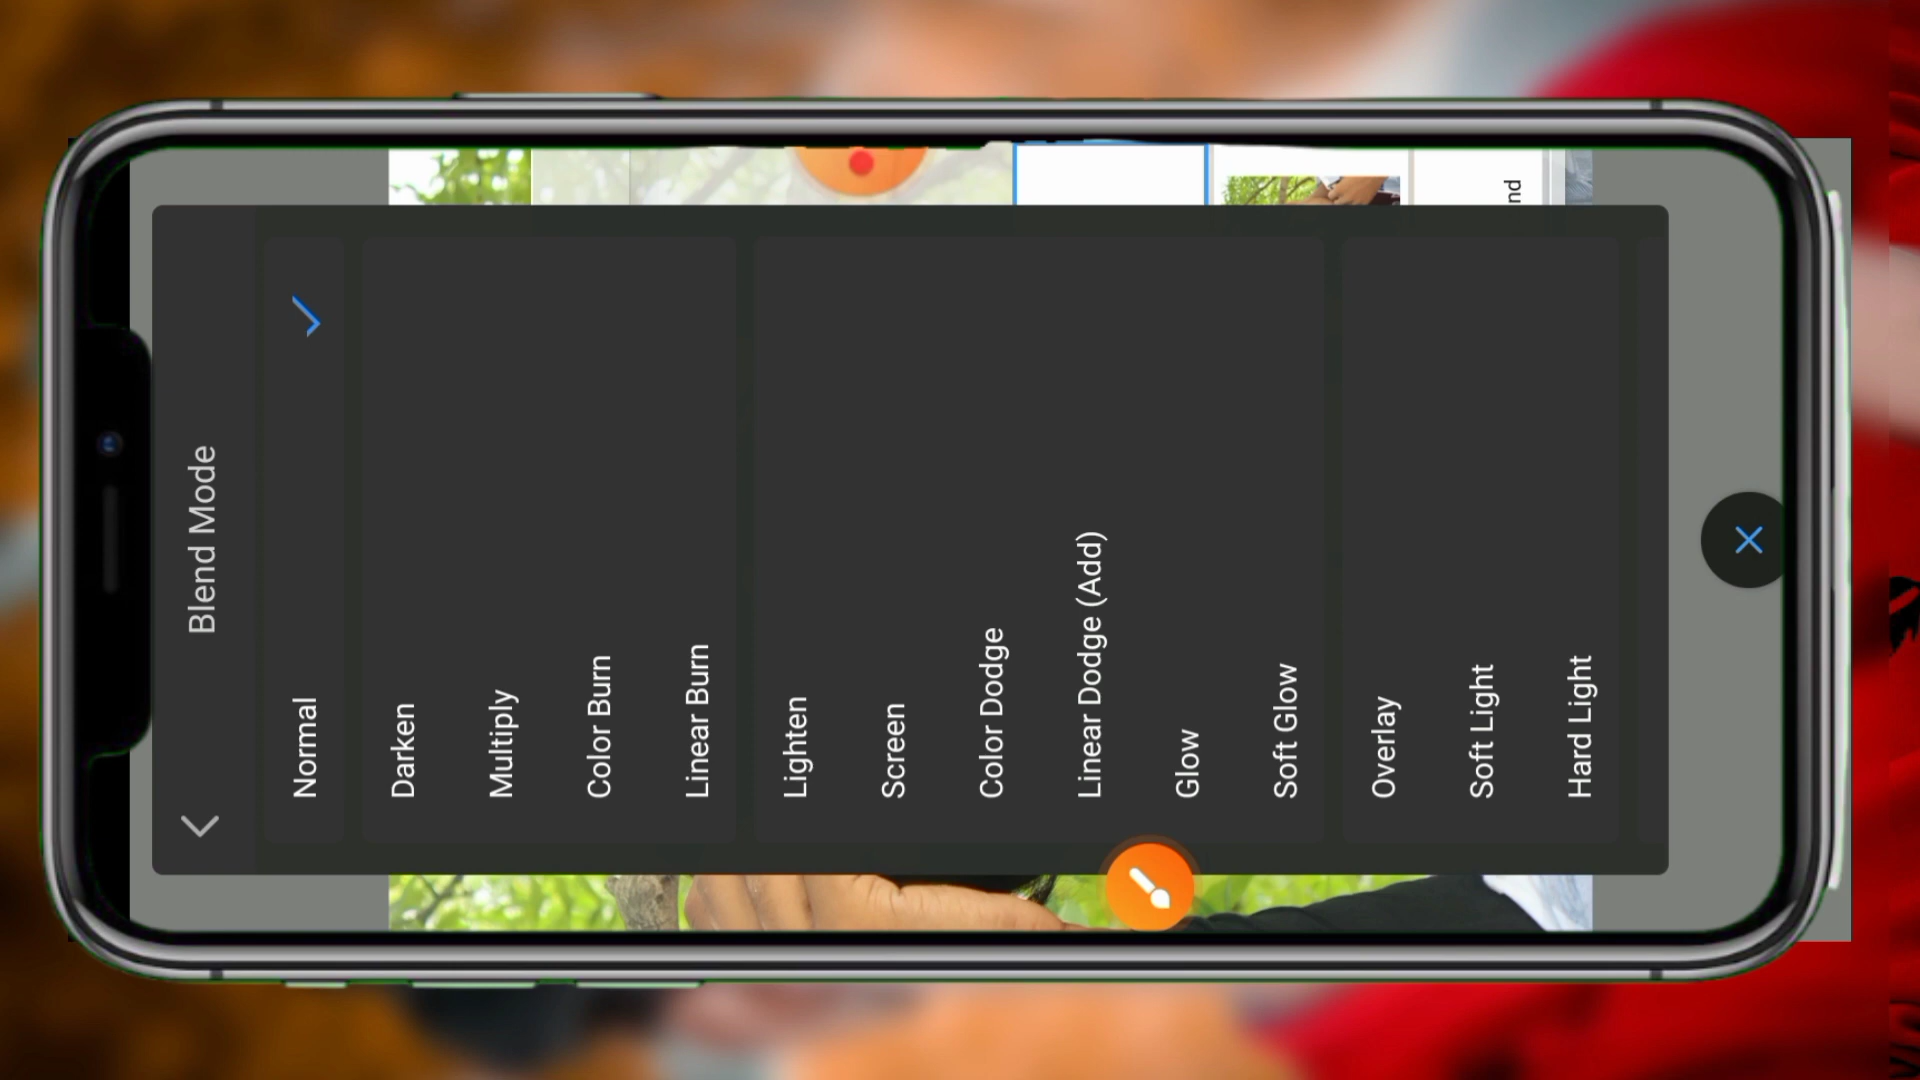 Blend Mode
Normal
Darken
Multiply
Color Burn
Linear Burn
Lighten
Screen
Color Dodge
Linear Dodge (Add)
Glow
Soft Glow
Overlay
Soft Light
Hard Light